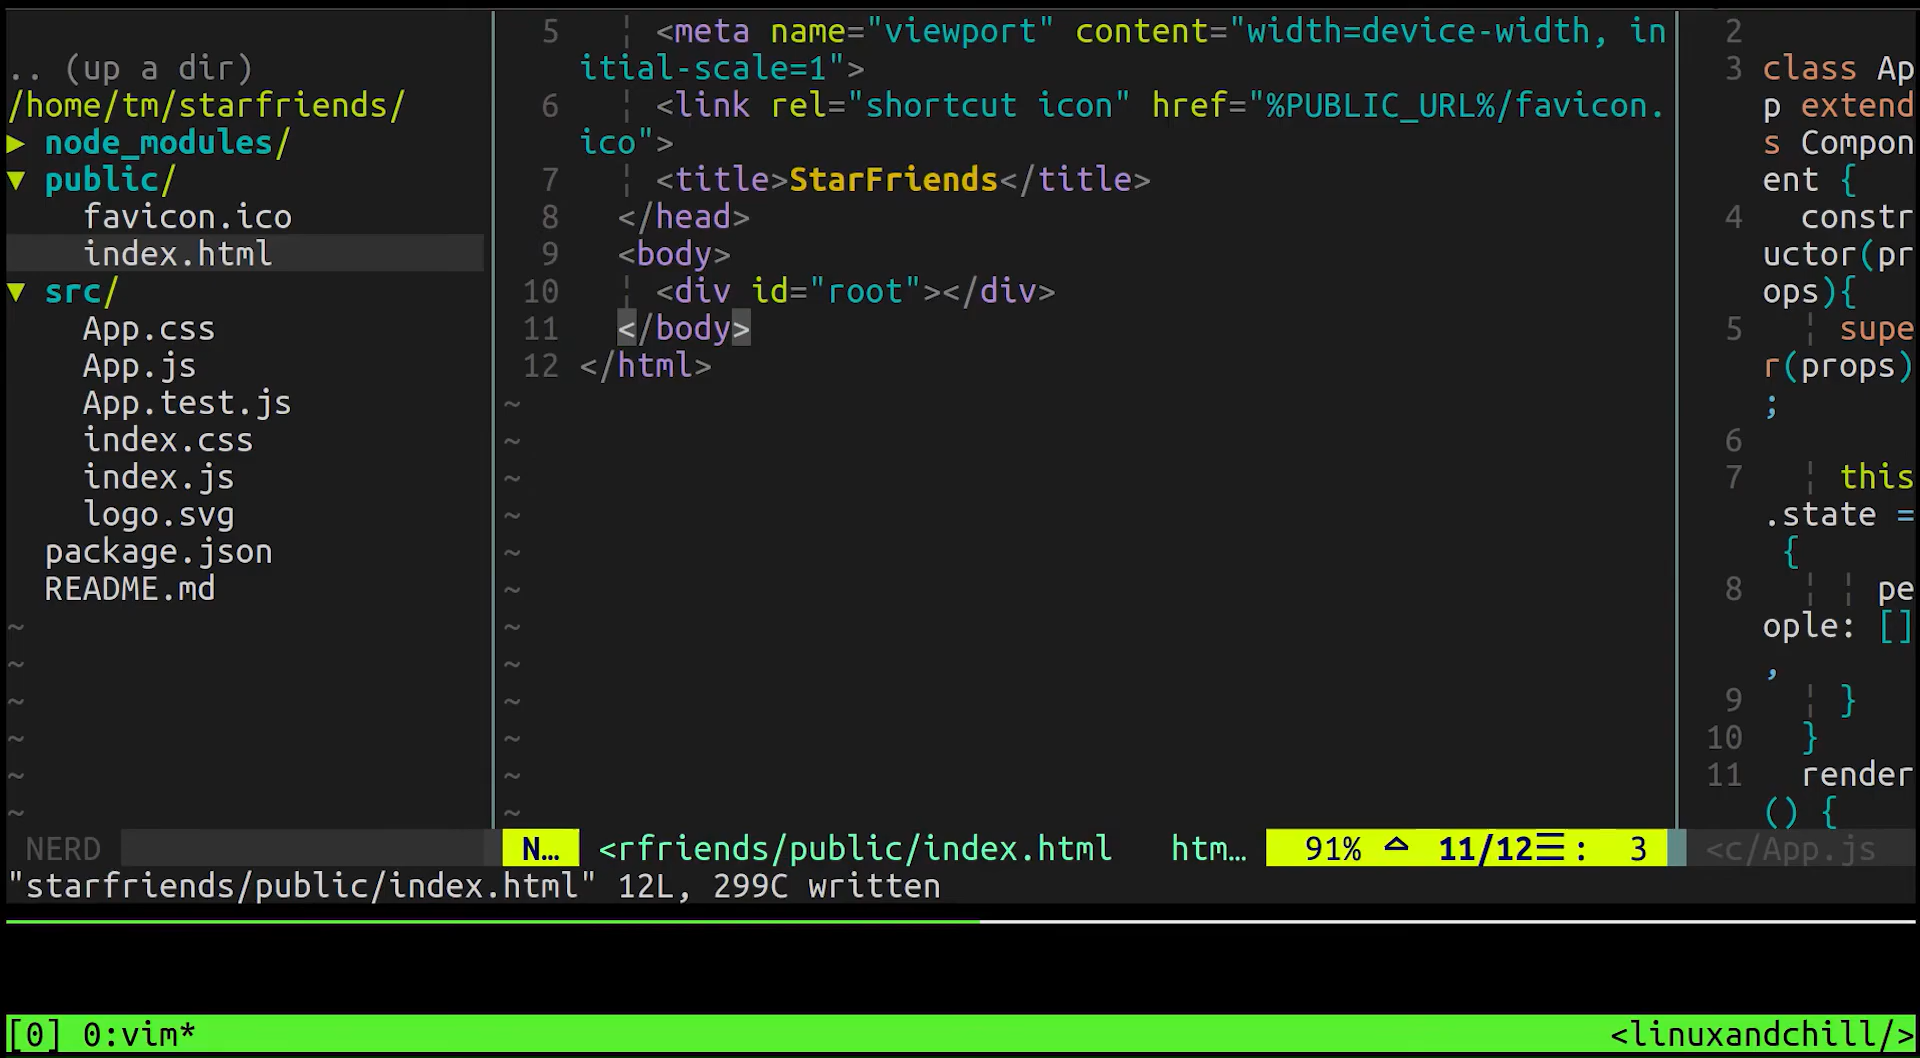 .. (up a dir)
/home/tm/starfriends/
▸ node_modules/
▾ public/
favicon.ico
index.html
▾ src/
App.css
App.js
App.test.js
index.css
index.js
logo.svg
package.json
README.md
~
~
~
~
~
~
NERD
5 ¦ <meta name="viewport" content="width=device-width, in
itial-scale=1">
6 ¦ <link rel="shortcut icon" href="%PUBLIC_URL%/favicon.
ico">
7 ¦ <title>StarFriends</title>
8 </head>
9 <body>
10 ¦ <div id="root"></div>
11 </body>
12 </html>
~
~
~
~
~
~
~
~
~
~
~
~
N… <rfriends/public/index.html htm… 91% 11/12☰ : 3
2
3 class Ap
p extend
s Compon
ent {
4 constr
uctor(pr
ops){
5 ¦ supe
r(props)
;
6
7 ¦ this
.state =
{
8 ¦ ¦ pe
ople: []
,
9 ¦ }
10 }
11 render
() {
<c/App.js
"starfriends/public/index.html" 12L, 299C written
[0] 0:vim* <linuxandchill/>